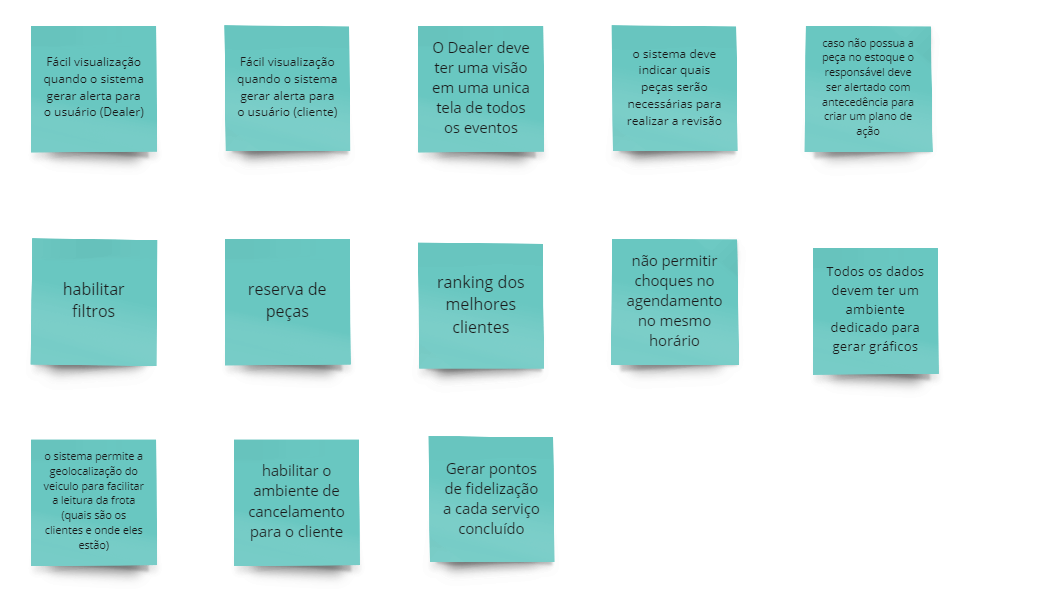 Fácil visualização
quando o sistema
gerar alerta para
o usuário (Dealer)
Fácil visualização
quando o sistema
gerar alerta para
o usuário (cliente)
O Dealer deve
ter uma visão
em uma unica
tela de todos
os eventos
o sistema deve
indicar quais
peças serão
necessárias para
realizar a revisão
caso não possua a
peça no estoque o
responsável deve
ser alertado com
antecedência para
criar um plano de
ação
habilitar
filtros
reserva de
peças
ranking dos
melhores
clientes
não permitir
choques no
agendamento
no mesmo
horário
Todos os dados
devem ter um
ambiente
dedicado para
gerar gráficos
o sistema permite a
geolocalização do
veiculo para facilitar
a leitura da frota
(quais são os
clientes e onde eles
estão)
habilitar o
ambiente de
cancelamento
para o cliente
Gerar pontos
de fidelização
a cada serviço
concluído